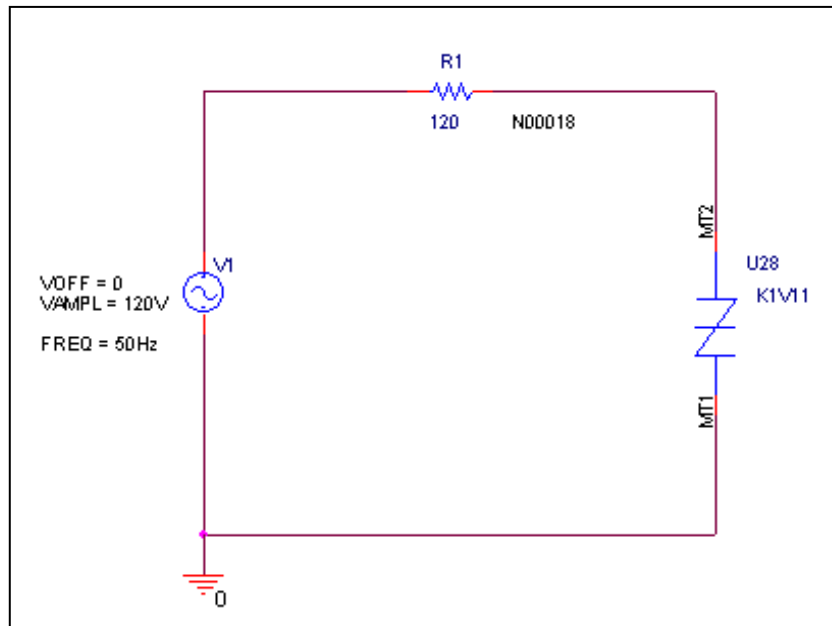 R1
120
N00018
MT2
V1
VOFF = 0
VAMPL = 120V
FREQ = 50Hz
U28
K1V11
MT1
0